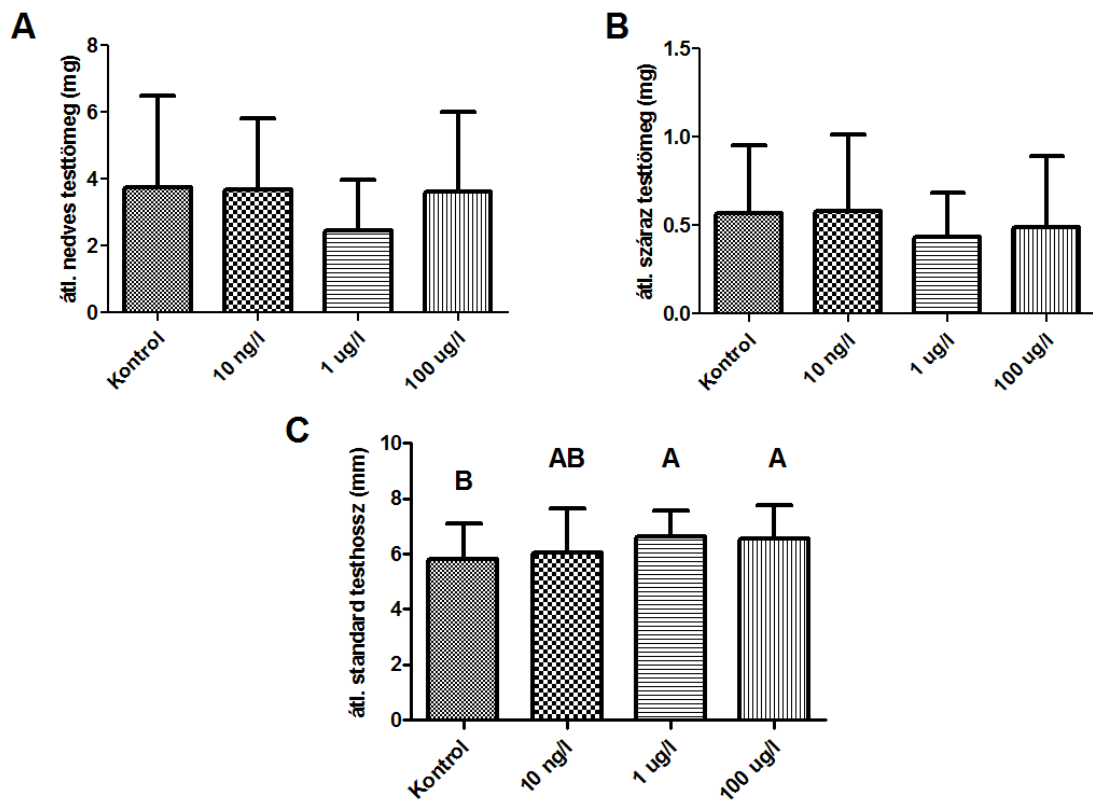 A
átl. nedves testtömeg (mg)
8
6
4
2
0
Kontrol
10 ng/l
1 ug/l
100 ug/l
B
átl. száraz testtömeg (mg)
1.5
1.0
0.5
0.0
Kontrol
10 ng/l
1 ug/l
100 ug/l
C
átl. standard testhossz (mm)
10
8
6
4
2
0
B
AB
A
A
Kontrol
10 ng/l
1 ug/l
100 ug/l